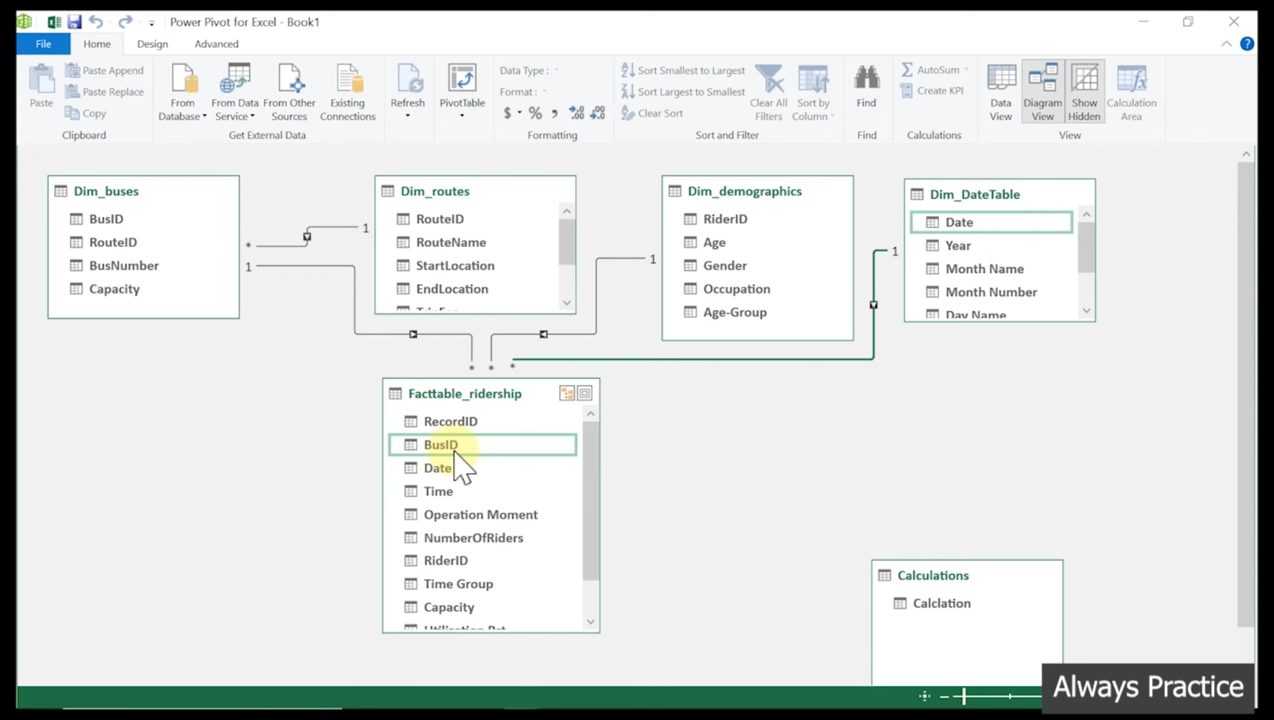 Power Pivot for Excel - Book1
File Home Design Advanced
Paste
Paste Append
Paste Replace
Copy
Clipboard
From Database
From Data Service
From Other Sources
Existing Connections
Get External Data
Refresh
PivotTable
Data Type :
Format :
$ % ,
Formatting
Sort Smallest to Largest
Sort Largest to Smallest
Clear Sort
Clear All Filters
Sort by Column
Sort and Filter
Find
Find
AutoSum
Create KPI
Calculations
Data View
Diagram View
Show Hidden
Calculation Area
View
Dim_buses
BusID
RouteID
BusNumber
Capacity
* 1
1
Dim_routes
RouteID
RouteName
StartLocation
EndLocation
1
Dim_demographics
RiderID
Age
Gender
Occupation
Age-Group
1
Dim_DateTable
Date
Year
Month Name
Month Number
Day Name
* * *
Facttable_ridership
RecordID
BusID
Date
Time
Operation Moment
NumberOfRiders
RiderID
Time Group
Capacity
Calculations
Calclation
Always Practice